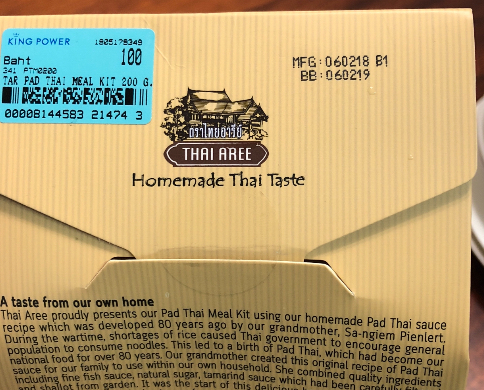 KING POWER 1805179349
Baht 100
341 PTM0200
TAR PAD THAI MEAL KIT 200 G.
00008144583 21474 3
MFG:060218 B1
BB:060219
ตราไทยอารีย์
THAI AREE
Homemade Thai Taste
A taste from our own home
Thai Aree proudly presents our Pad Thai Meal Kit using our homemade Pad Thai sauce
recipe which was developed 80 years ago by our grandmother, Sa-ngiem Pienlert.
During the wartime, shortages of rice caused Thai government to encourage general
population to consume noodles. This led to a birth of Pad Thai, which had become our
national food for over 80 years. Our grandmother created this original recipe of Pad Thai
sauce for our family to use within our own household. She combined quality ingredients
including fine fish sauce, natural sugar, tamarind sauce which had been carefully
and shallot from garden. It was the start of this delicious